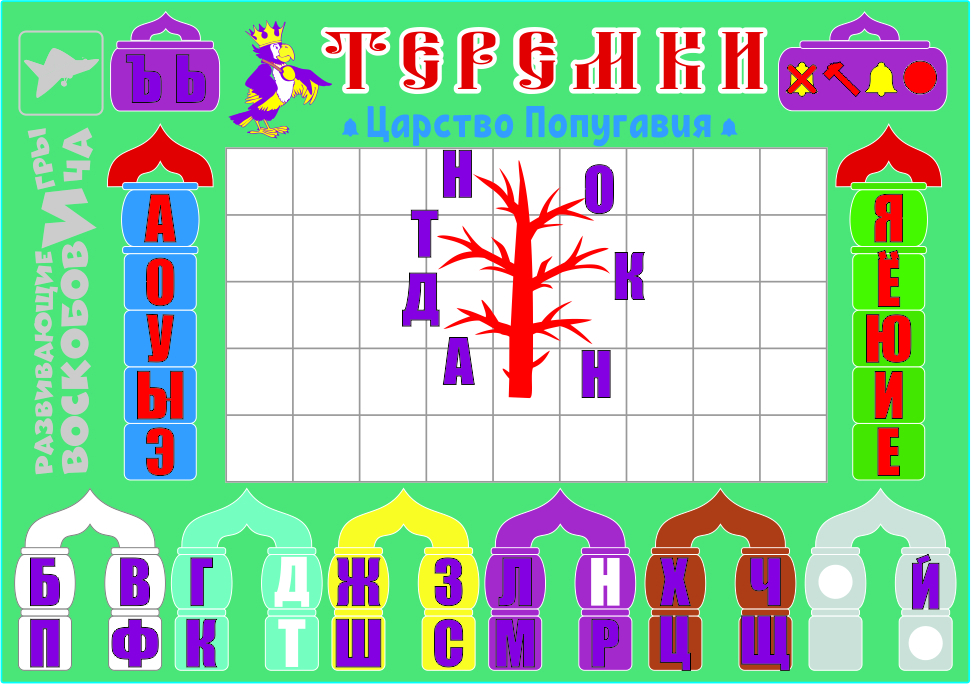 Ъ Ь
ТЕРЕМКИ
Царство Попугавия
РАЗВИВАЮЩИЕ ИГРЫ
ВОСКОБОВИЧА
Н
О
Т
К
Д
А
Н
А
О
У
Ы
Э
Я
Ё
Ю
И
Е
Б В Г Д Ж З Л Н Х Ч Й
П Ф К Т Ш С М Р Ц Щ